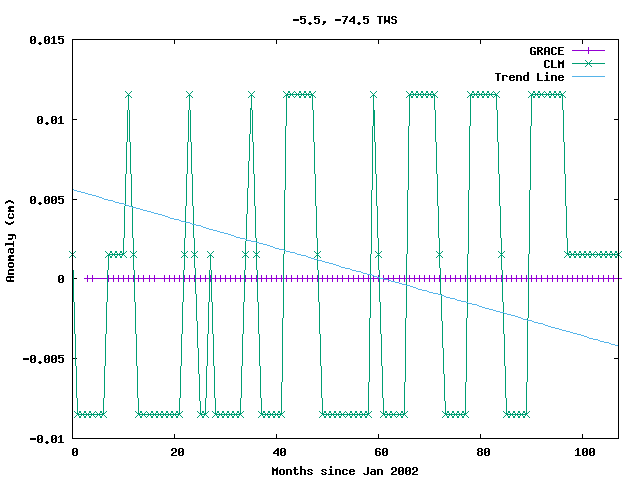 -5.5, -74.5 TWS
GRACE
CLM
Trend Line
0.015
0.01
0.005
0
-0.005
-0.01
Anomaly (cm)
0 20 40 60 80 100
Months since Jan 2002